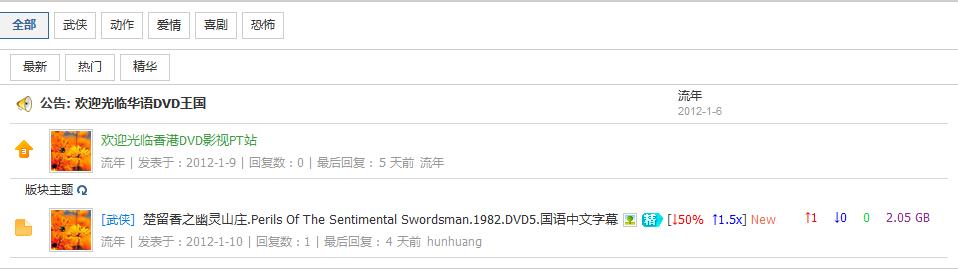 全部 武侠 动作 爱情 喜剧 恐怖
最新 热门 精华
公告: 欢迎光临华语DVD王国 流年
2012-1-6
欢迎光临香港DVD影视PT站
流年 | 发表于：2012-1-9 | 回复数：0 | 最后回复： 5 天前 流年
版块主题
[武侠] 楚留香之幽灵山庄.Perils Of The Sentimental Swordsman.1982.DVD5.国语中文字幕 精 [↓50% ↑1.5x] New ↑1 ↓0 0 2.05 GB
流年 | 发表于：2012-1-10 | 回复数：1 | 最后回复： 4 天前 hunhuang